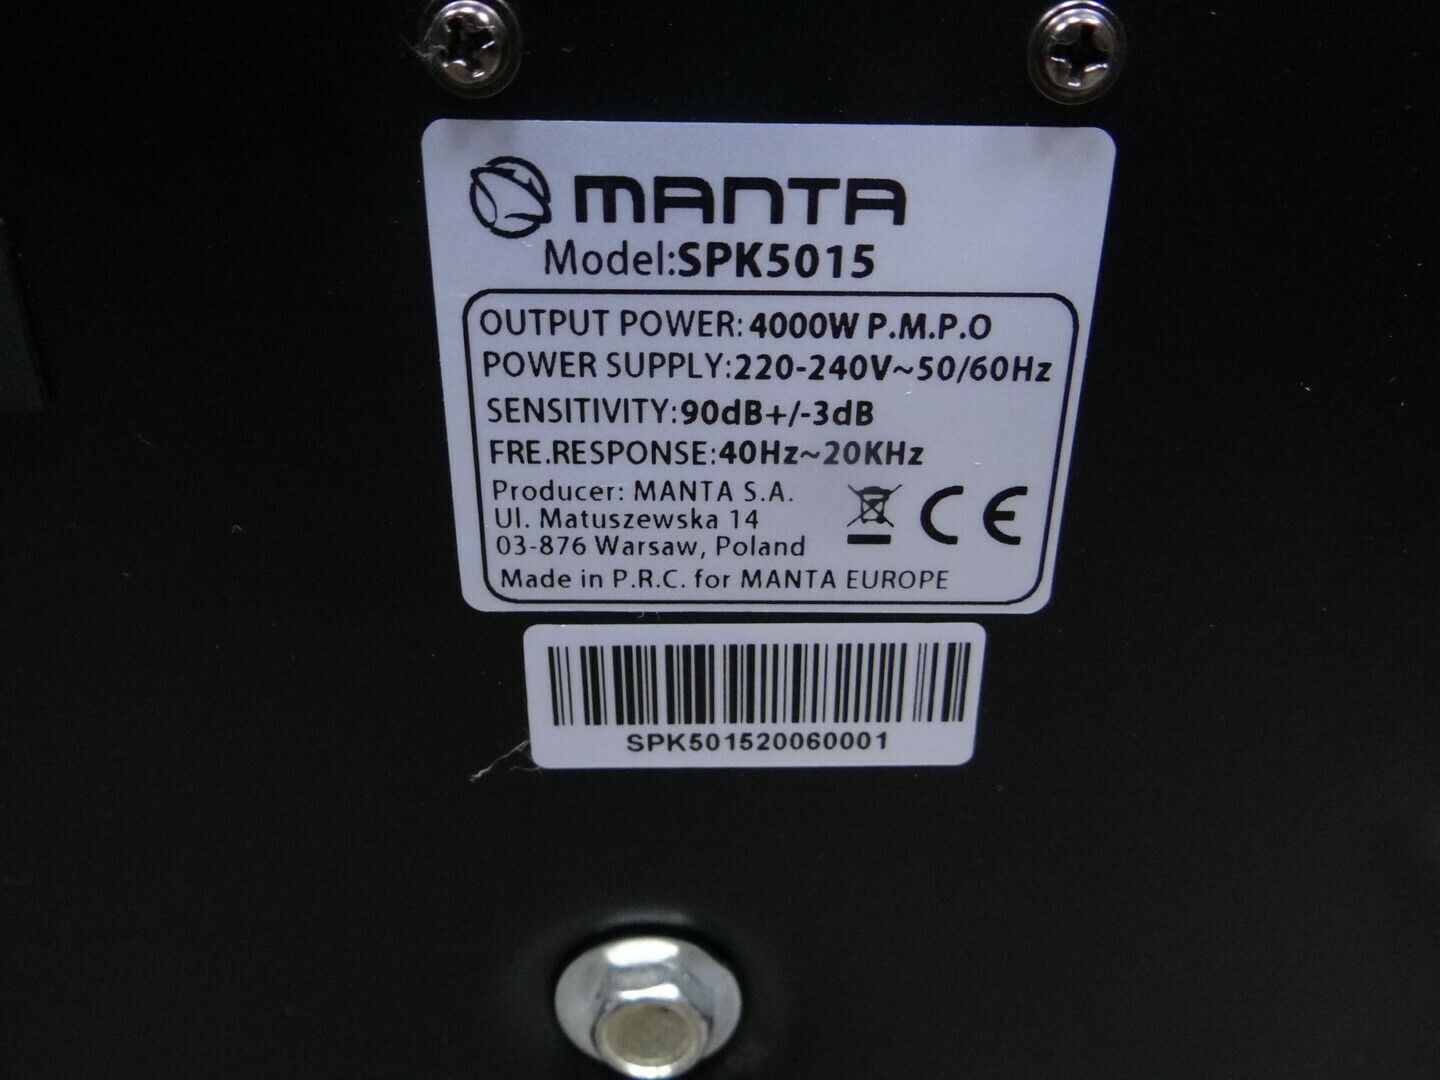 MANTA
Model:SPK5015
OUTPUT POWER: 4000W P.M.P.O
POWER SUPPLY:220-240V~50/60Hz
SENSITIVITY:90dB+/-3dB
FRE.RESPONSE:40Hz~20KHz
Producer: MANTA S.A.
Ul. Matuszewska 14
03-876 Warsaw, Poland
CE
Made in P.R.C. for MANTA EUROPE
SPK501520060001